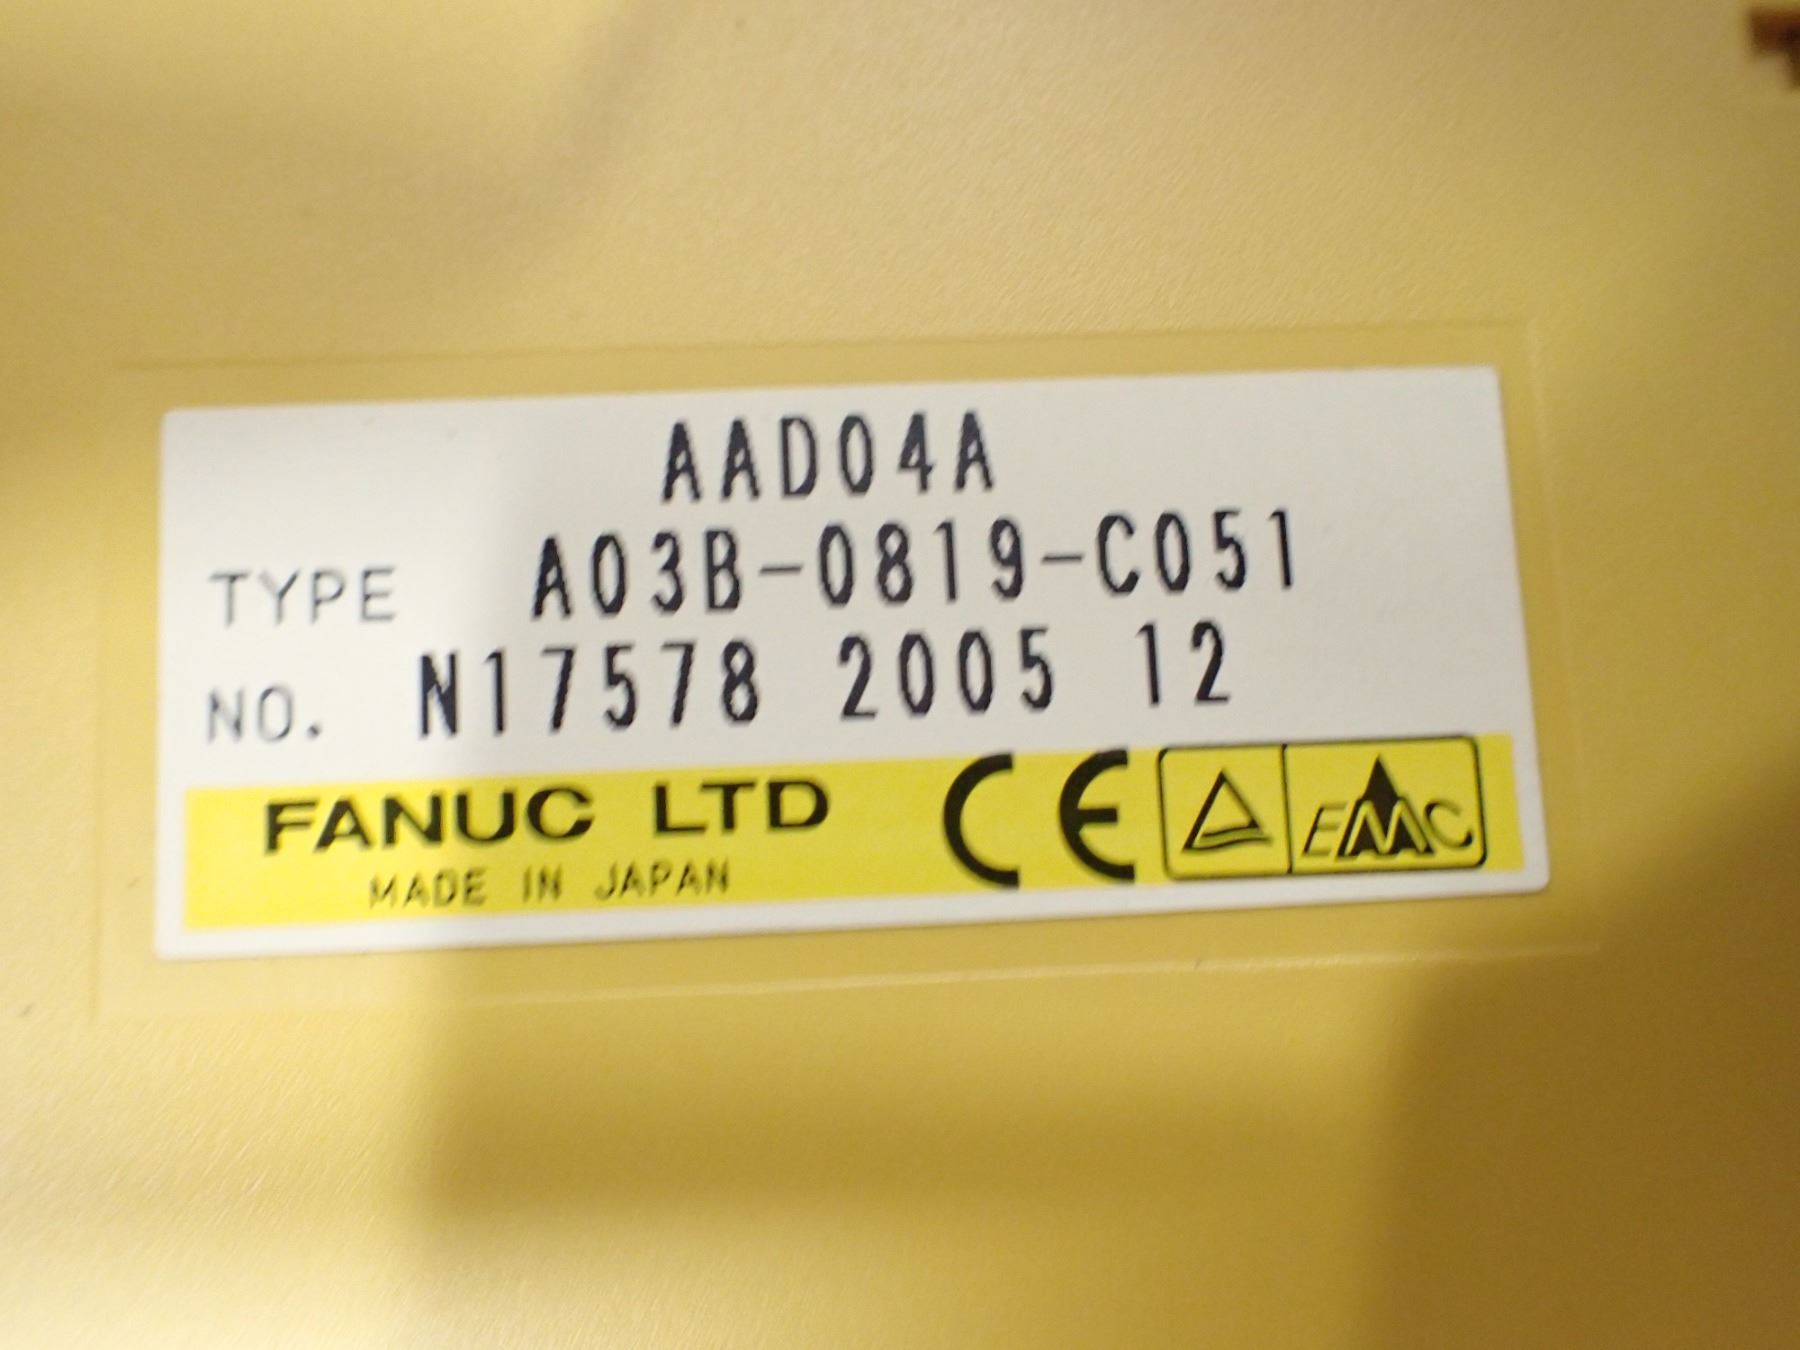 AAD04A
TYPE A03B-0819-C051
NO. N17578 2005 12
FANUC LTD CE EMC
MADE IN JAPAN